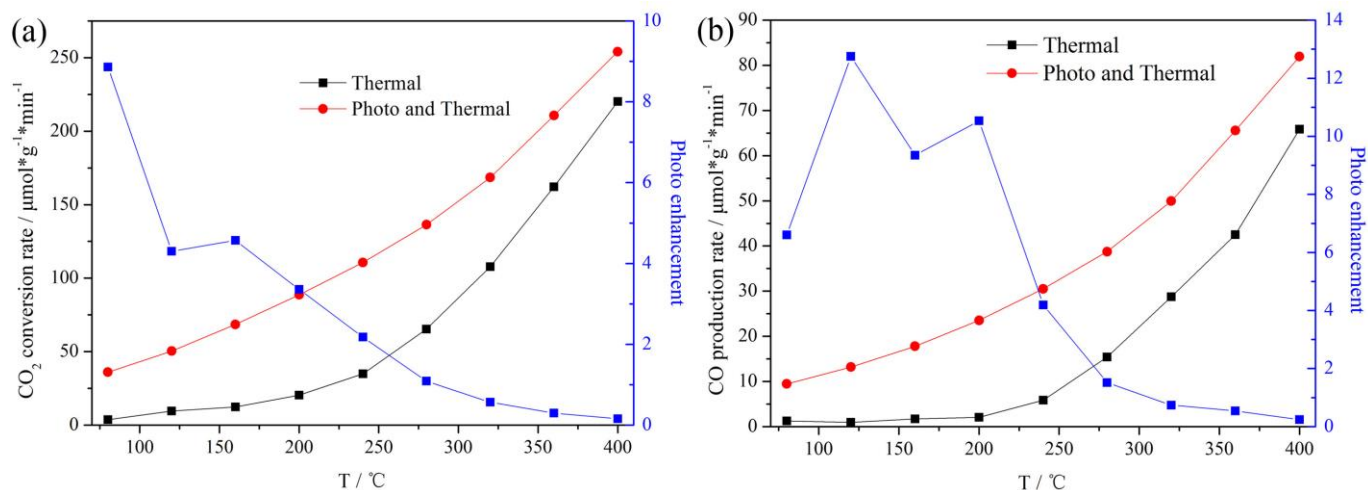 (a)
CO₂ conversion rate / μmol*g⁻¹*min⁻¹
250
200
150
100
50
0
Thermal
Photo and Thermal
10
8
6
4
2
0
Photo enhancement
100 150 200 250 300 350 400
T / ℃
(b)
CO production rate / μmol*g⁻¹*min⁻¹
90
80
70
60
50
40
30
20
10
0
Thermal
Photo and Thermal
14
12
10
8
6
4
2
0
Photo enhancement
100 150 200 250 300 350 400
T / ℃